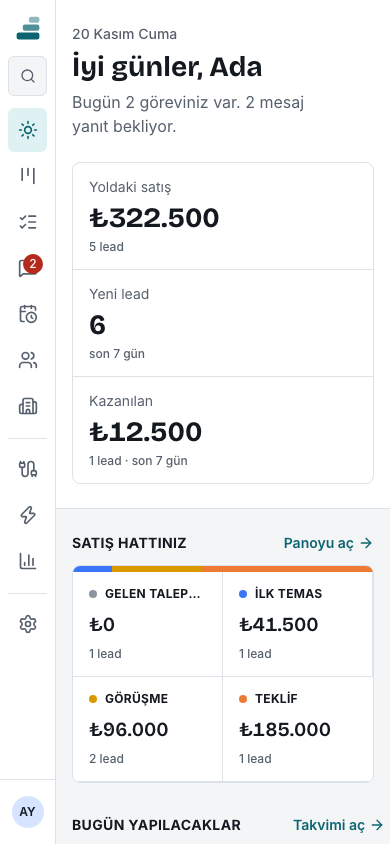 20 Kasım Cuma
İyi günler, Ada
Bugün 2 göreviniz var. 2 mesaj
yanıt bekliyor.
Yoldaki satış
₺322.500
5 lead
Yeni lead
6
son 7 gün
Kazanılan
₺12.500
1 lead · son 7 gün
2
SATIŞ HATTINIZ
Panoyu aç →
GELEN TALEP...
₺0
1 lead
İLK TEMAS
₺41.500
1 lead
GÖRÜŞME
₺96.000
2 lead
TEKLİF
₺185.000
1 lead
AY
BUGÜN YAPILACAKLAR
Takvimi aç →